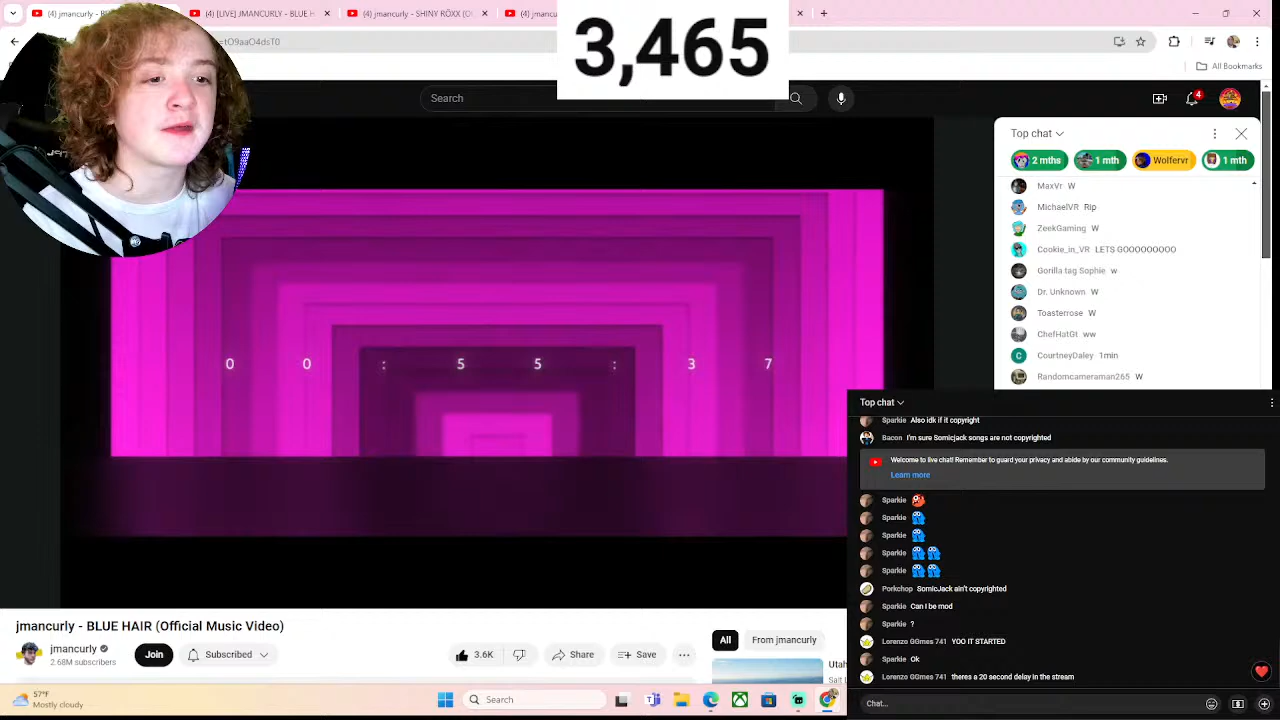 (4) jmancurly - B
[LIVE] jmancurly - BLUE H
(4) jmancurly - SHINY
(4) jmancu
etO9aaO4dsT0
3,465
All Bookmarks
Search
4
Top chat
2 mths
1 mth
Wolfervr
1 mth
MaxVr W
MichaelVR Rip
ZeekGaming W
Cookie_in_VR LETS GOOOOOOOOO
Gorilla tag Sophie w
Dr. Unknown W
Toasterrose W
ChefHatGt ww
C CourtneyDaley 1min
Randomcameraman265 W
0 0 : 5 5 : 3 7
Top chat
Sparkie Also idk if it copyright
Bacon I'm sure Somicjack songs are not copyrighted
Welcome to live chat! Remember to guard your privacy and abide by our community guidelines.
Learn more
Sparkie
Sparkie
Sparkie
Sparkie
Sparkie
Porkchop SomicJack ain't copyrighted
Sparkie Can I be mod
Sparkie ?
Lorenzo GGmes 741 YOO IT STARTED
Sparkie Ok
Lorenzo GGmes 741 theres a 20 second delay in the stream
Chat...
jmancurly - BLUE HAIR (Official Music Video)
jmancurly
2.68M subscribers
Join
Subscribed
3.6K
Share
Save
All
From jmancurly
Utah
Salt L
57°F
Mostly cloudy
Search